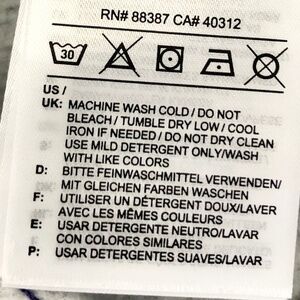 RN# 88387 CA# 40312
30
US /
UK: MACHINE WASH COLD / DO NOT
BLEACH / TUMBLE DRY LOW / COOL
IRON IF NEEDED / DO NOT DRY CLEAN
USE MILD DETERGENT ONLY/WASH
WITH LIKE COLORS
D: BITTE FEINWASCHMITTEL VERWENDEN/
MIT GLEICHEN FARBEN WASCHEN
F: UTILISER UN DÉTERGENT DOUX/LAVER
AVEC LES MÊMES COULEURS
E: USAR DETERGENTE NEUTRO/LAVAR
CON COLORES SIMILARES
P: USAR DETERGENTES SUAVES/LAVAR